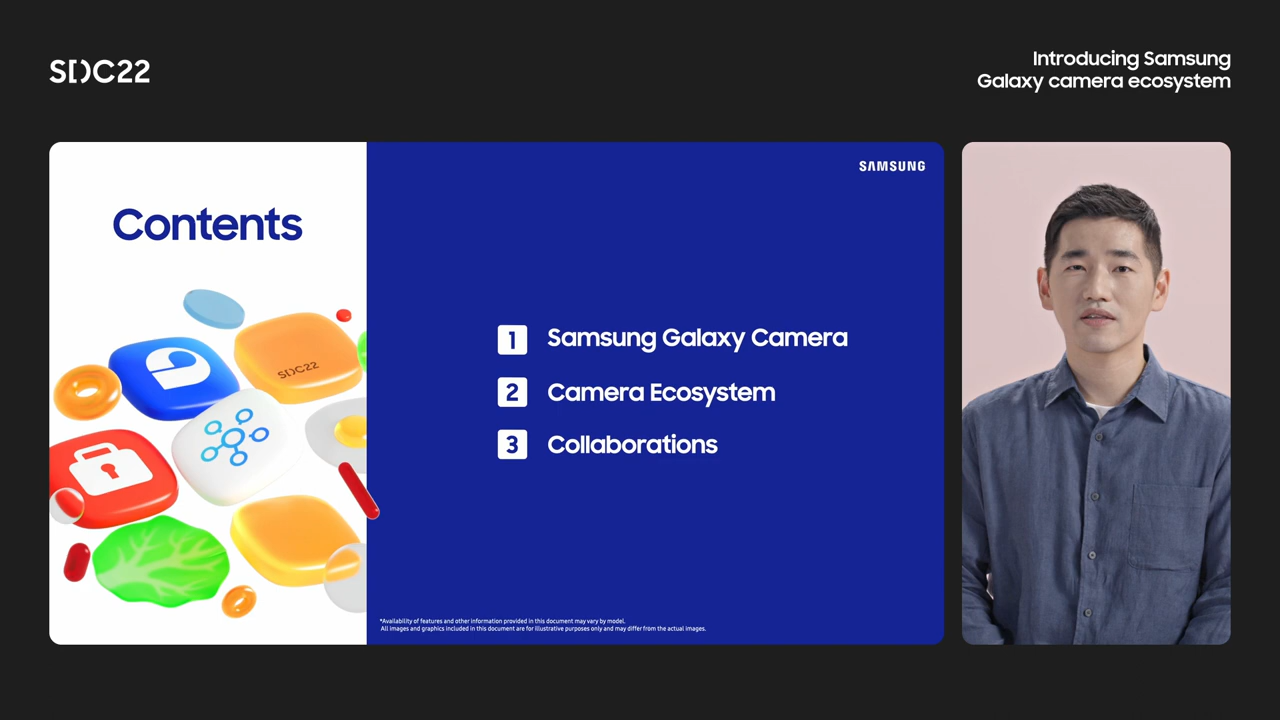 SDC22
Introducing Samsung
Galaxy camera ecosystem
SAMSUNG
Contents
SDC22
1 Samsung Galaxy Camera
2 Camera Ecosystem
3 Collaborations
*Availability of features and other information provided in this document may vary by model.
All images and graphics included in this document are for illustrative purposes only and may differ from the actual images.